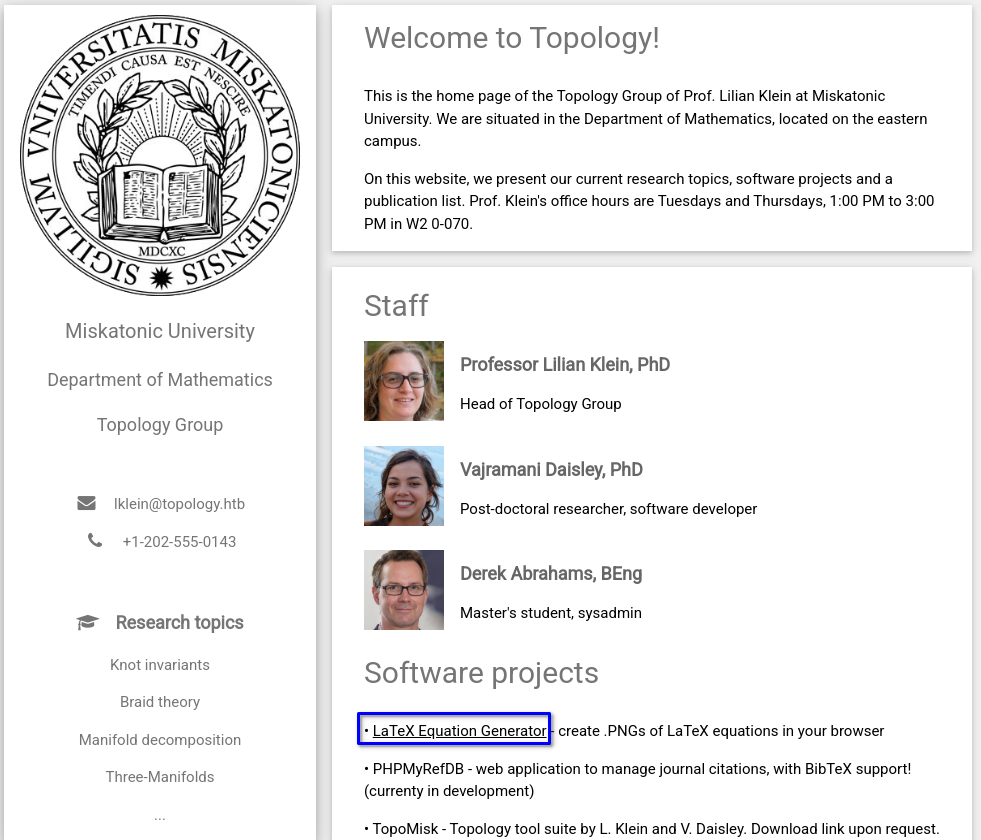 SIGILLVM VNIVERSITATIS MISKATONICIENSIS
TIMENDI CAUSA EST NESCIRE
MDCXC
Miskatonic University
Department of Mathematics
Topology Group
lklein@topology.htb
+1-202-555-0143
Research topics
Knot invariants
Braid theory
Manifold decomposition
Three-Manifolds
...
Welcome to Topology!
This is the home page of the Topology Group of Prof. Lilian Klein at Miskatonic
University. We are situated in the Department of Mathematics, located on the eastern
campus.
On this website, we present our current research topics, software projects and a
publication list. Prof. Klein's office hours are Tuesdays and Thursdays, 1:00 PM to 3:00
PM in W2 0-070.
Staff
Professor Lilian Klein, PhD
Head of Topology Group
Vajramani Daisley, PhD
Post-doctoral researcher, software developer
Derek Abrahams, BEng
Master's student, sysadmin
Software projects
• LaTeX Equation Generator - create .PNGs of LaTeX equations in your browser
• PHPMyRefDB - web application to manage journal citations, with BibTeX support!
(currenty in development)
• TopoMisk - Topology tool suite by L. Klein and V. Daisley. Download link upon request.